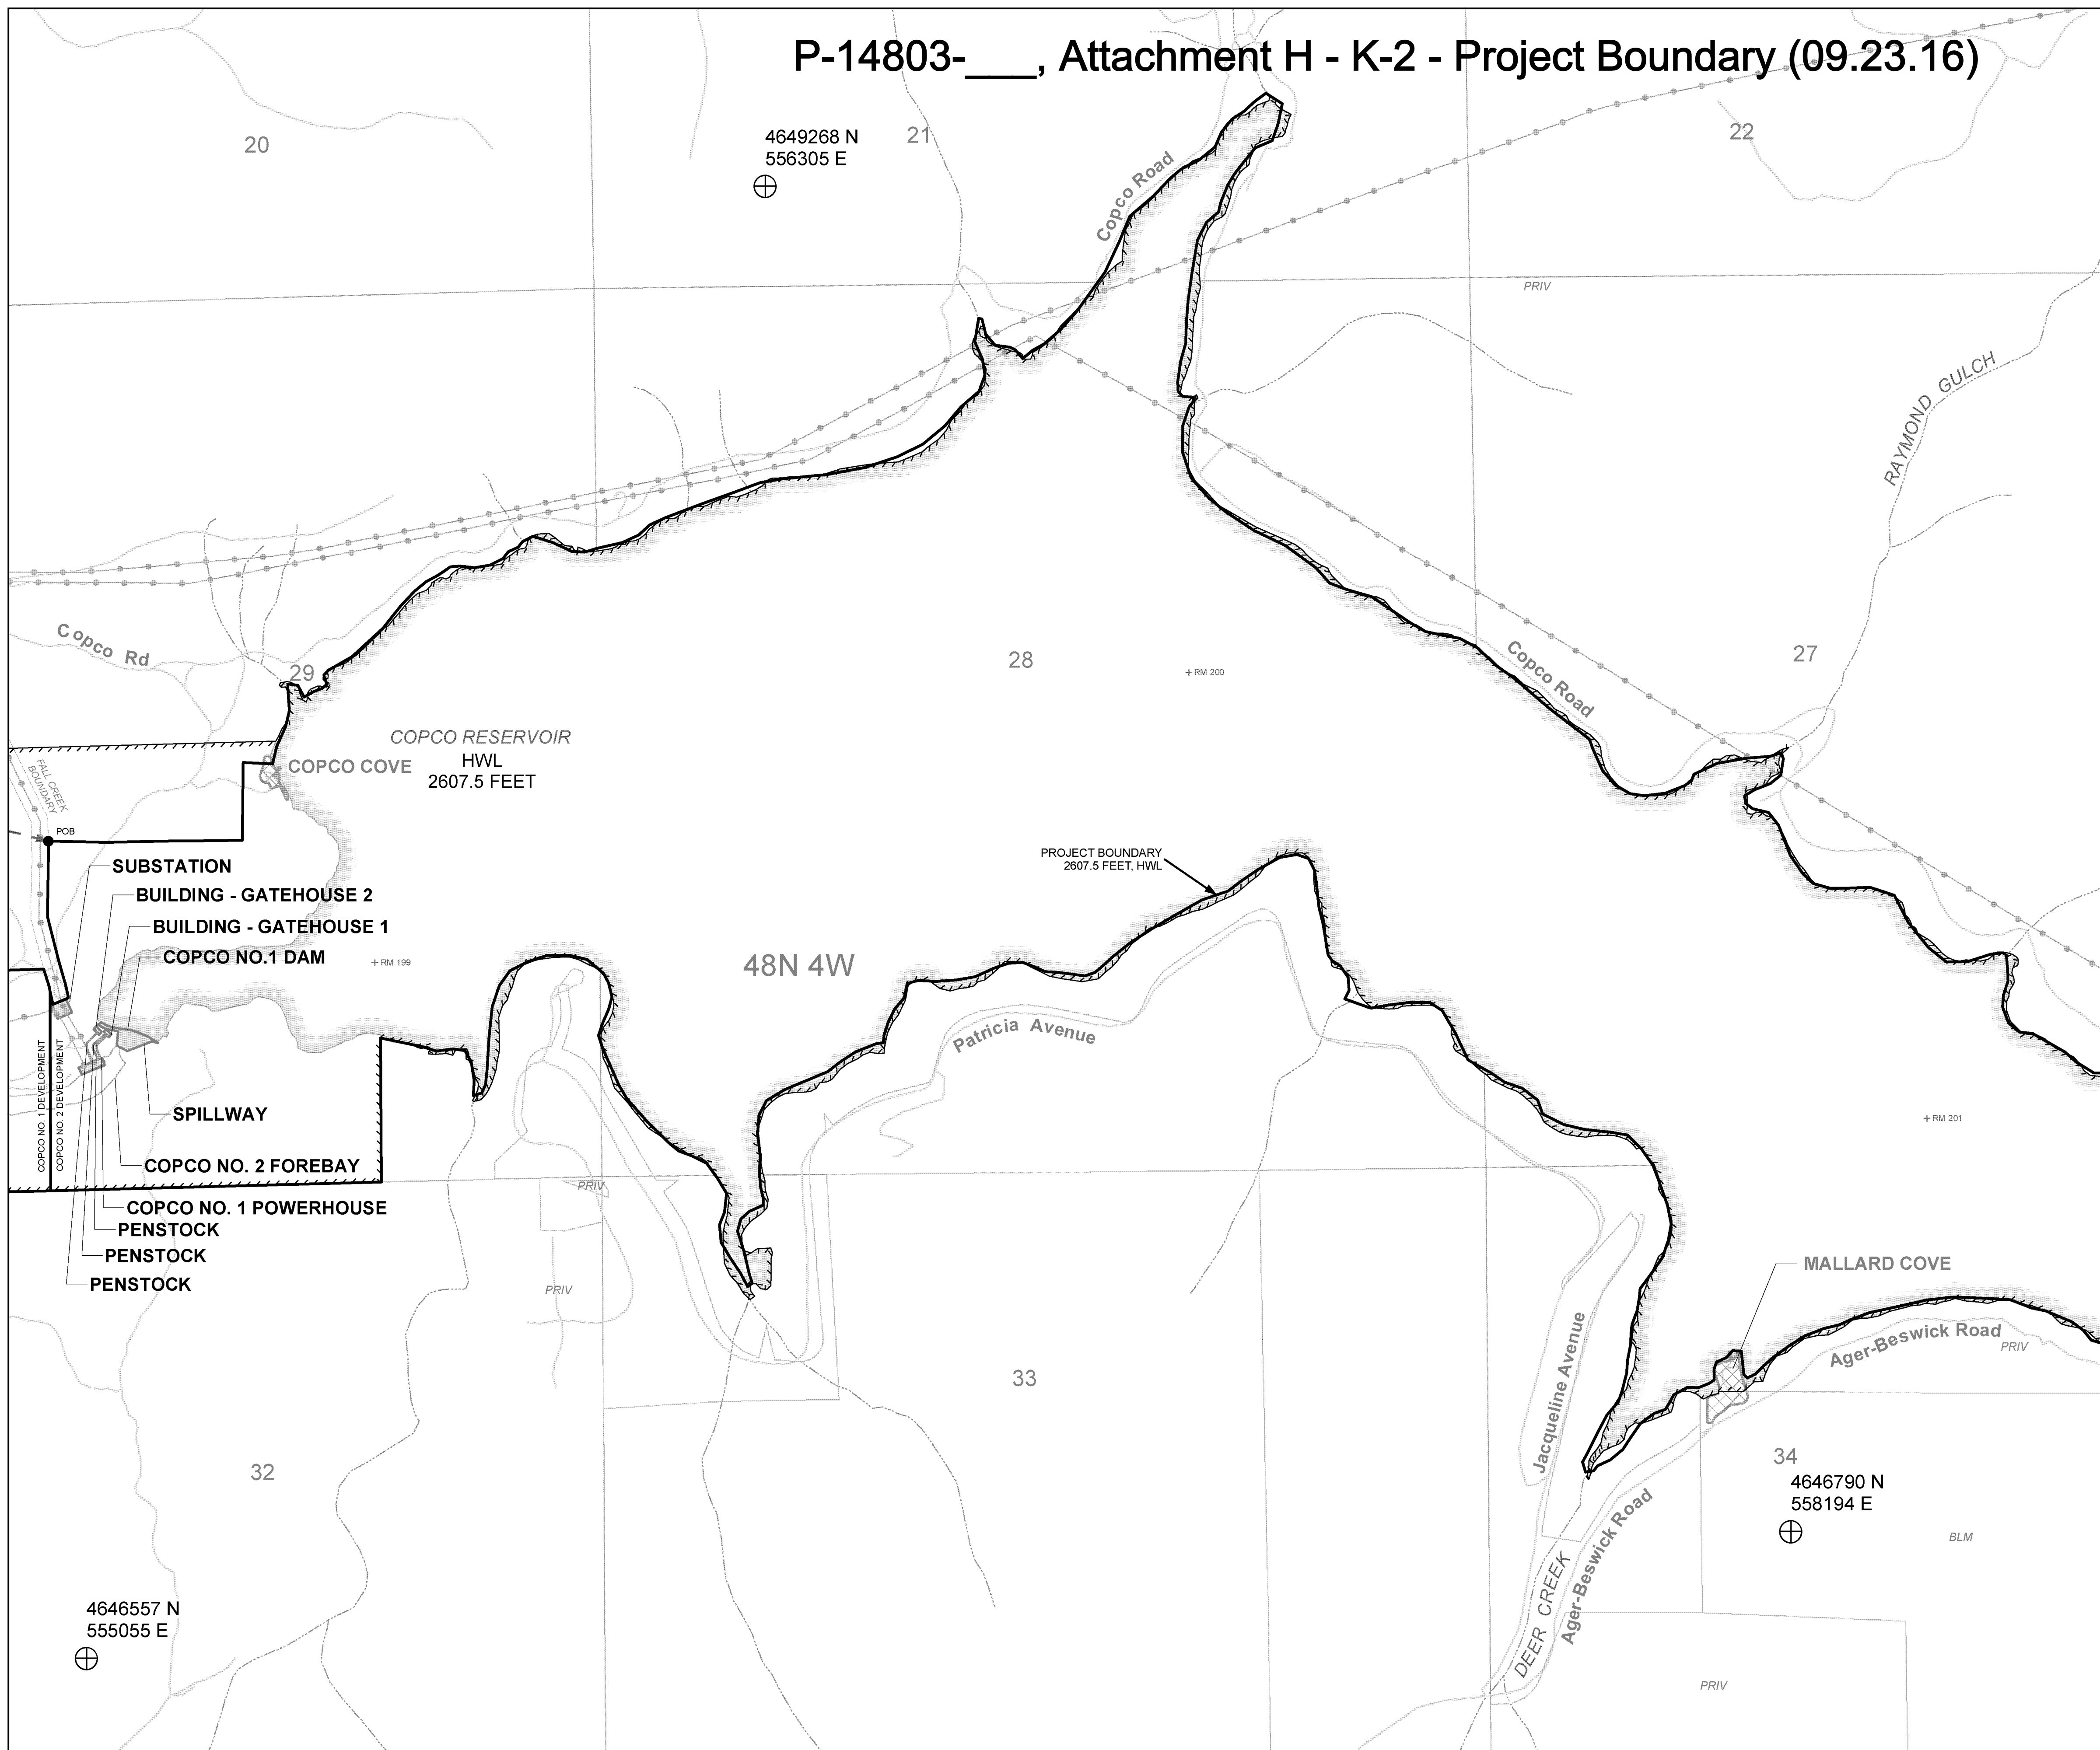 P-14803-___, Attachment H - K-2 - Project Boundary (09.23.16)
20
4649268 N
556305 E
21
22
Copco Road
PRIV
RAYMOND GULCH
Copco Rd
29
28
RM 200
Copco Road
27
COPCO RESERVOIR
HWL
2607.5 FEET
COPCO COVE
FALL CREEK
BOUNDARY
POB
SUBSTATION
BUILDING - GATEHOUSE 2
BUILDING - GATEHOUSE 1
COPCO NO.1 DAM
RM 199
PROJECT BOUNDARY
2607.5 FEET, HWL
48N 4W
Patricia Avenue
COPCO NO. 1 DEVELOPMENT
COPCO NO. 2 DEVELOPMENT
SPILLWAY
RM 201
COPCO NO. 2 FOREBAY
PRIV
COPCO NO. 1 POWERHOUSE
PENSTOCK
PENSTOCK
PENSTOCK
PRIV
MALLARD COVE
Ager-Beswick Road
PRIV
33
Jacqueline Avenue
32
34
4646790 N
558194 E
Ager-Beswick Road
BLM
DEER CREEK
4646557 N
555055 E
PRIV